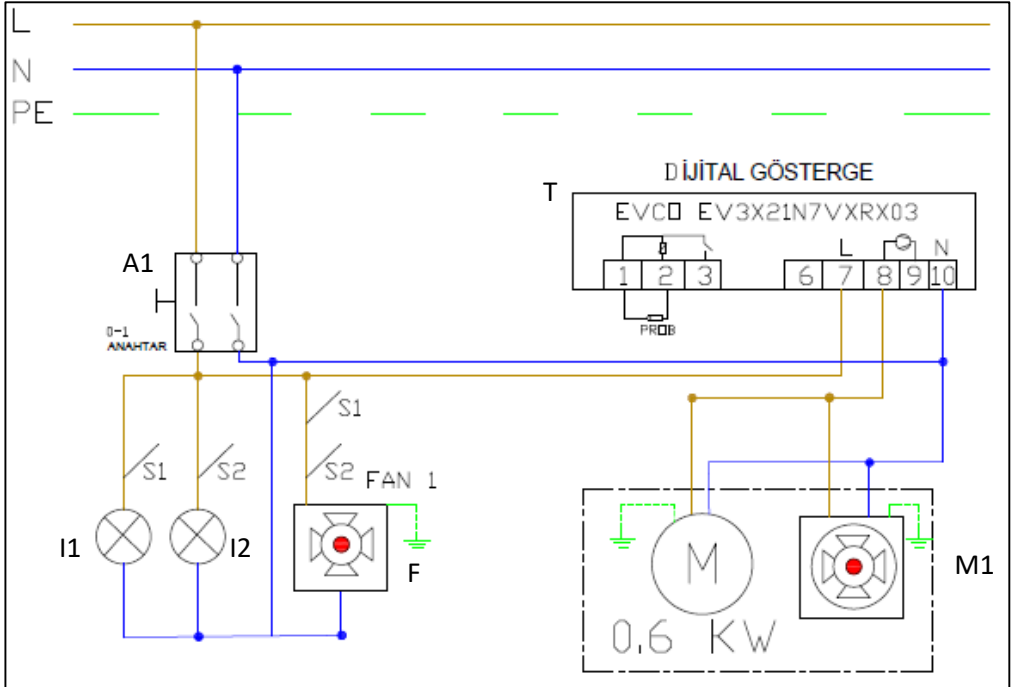 L
N
PE
DİJİTAL GÖSTERGE
T
EVCO EV3X21N7VXRX03
L N
1 2 3 6 7 8 9 10
PROB
A1
0-1
ANAHTAR
S1
S1 S2 S2 FAN 1
I1 I2 F
M M1
0.6 KW